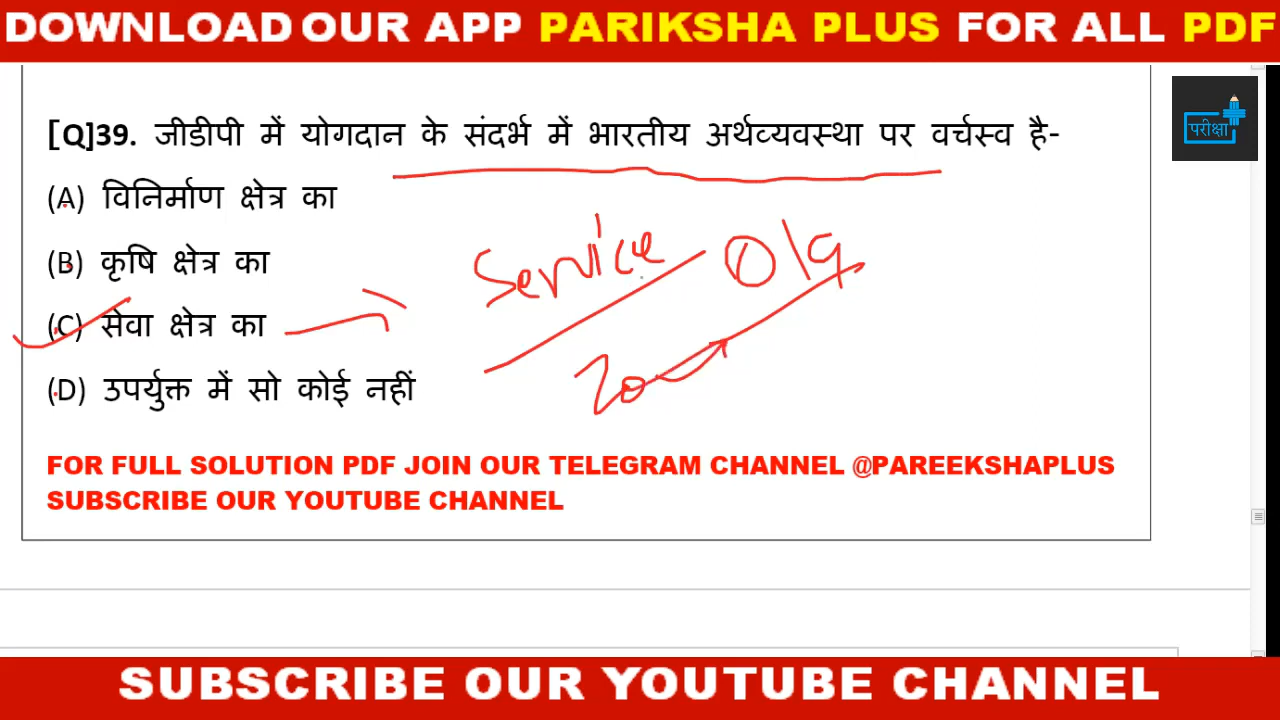 DOWNLOAD OUR APP PARIKSHA PLUS FOR ALL PDF
परीक्षा
[Q]39. जीडीपी में योगदान के संदर्भ में भारतीय अर्थव्यवस्था पर वर्चस्व है-
(A) विनिर्माण क्षेत्र का
(B) कृषि क्षेत्र का
(C) सेवा क्षेत्र का
(D) उपर्युक्त में सो कोई नहीं
Service
FOR FULL SOLUTION PDF JOIN OUR TELEGRAM CHANNEL @PAREEKSHAPLUS
SUBSCRIBE OUR YOUTUBE CHANNEL
SUBSCRIBE OUR YOUTUBE CHANNEL